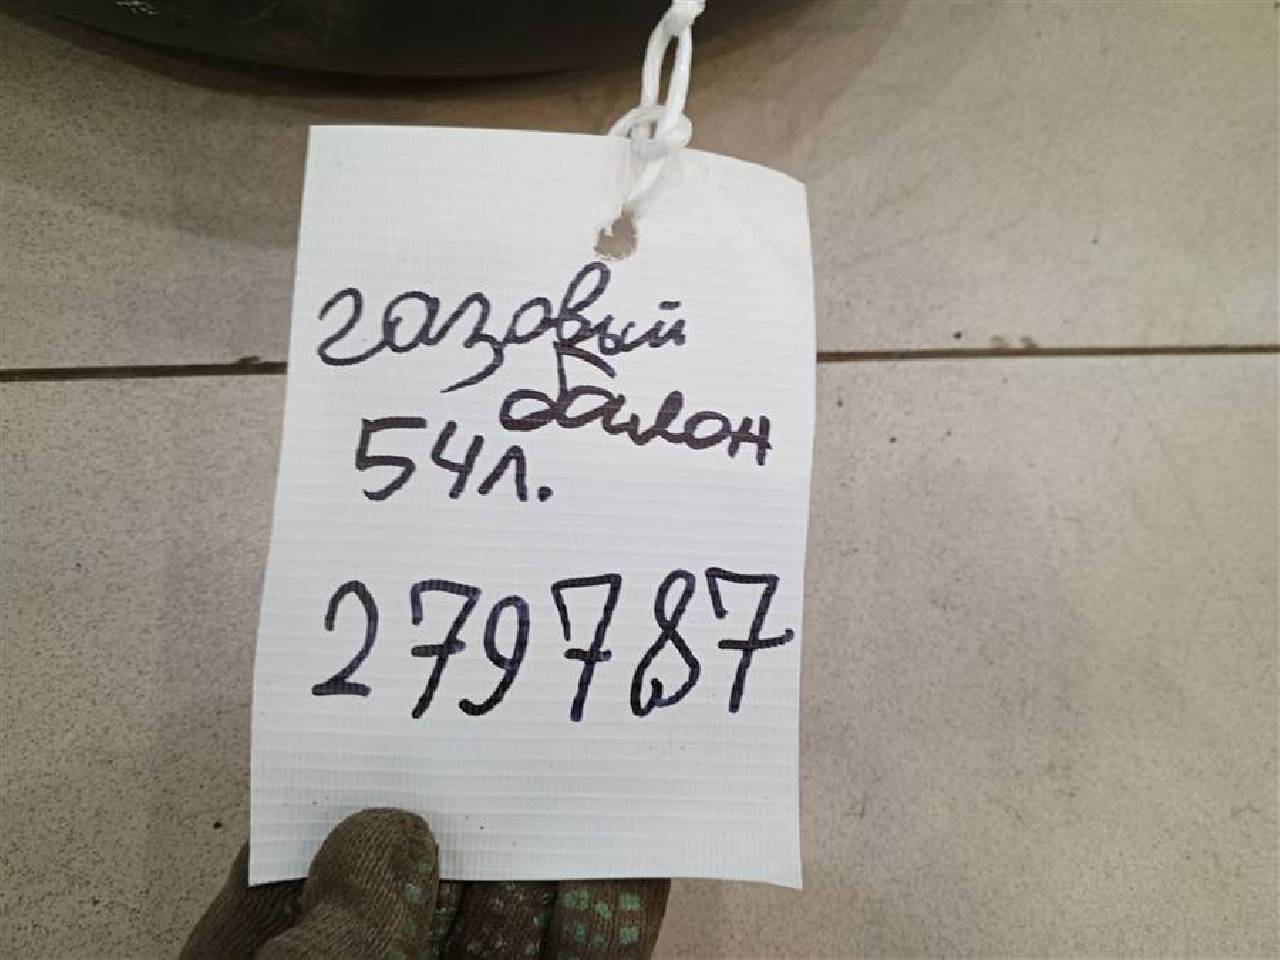 газовый
балон
54л.
279787